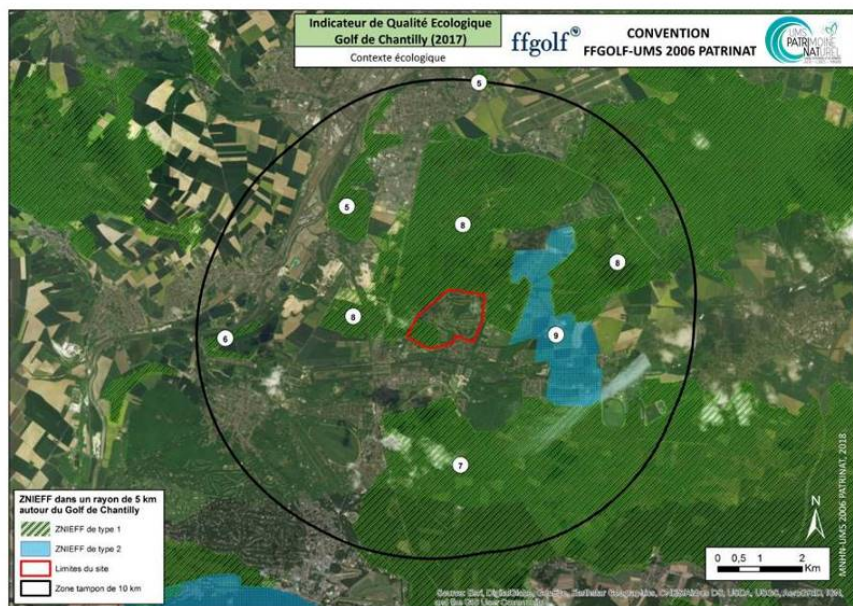 Indicateur de Qualité Ecologique
Golf de Chantilly (2017)
Contexte écologique
ffgolf
CONVENTION
FFGOLF-UMS 2006 PATRINAT
UMS
PATRIMOINE
NATUREL
5
5
8
8
8
6
9
7
ZNIEFF dans un rayon de 5 km
autour du Golf de Chantilly
ZNIEFF de type 1
ZNIEFF de type 2
Limites du site
Zone tampon de 10 km
N
0 0,5 1 2
Km
MNHN-UMS 2006 PATRINAT, 2018